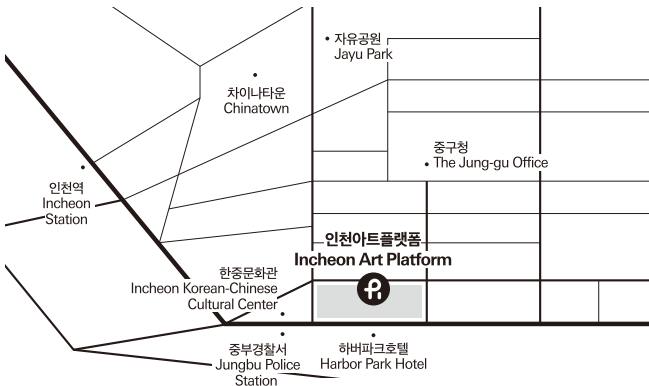 자유공원
Jayu Park
차이나타운
Chinatown
중구청
The Jung-gu Office
인천역
Incheon
Station
인천아트플랫폼
Incheon Art Platform
한중문화관
Incheon Korean-Chinese
Cultural Center
중부경찰서
Jungbu Police
Station
하버파크호텔
Harbor Park Hotel